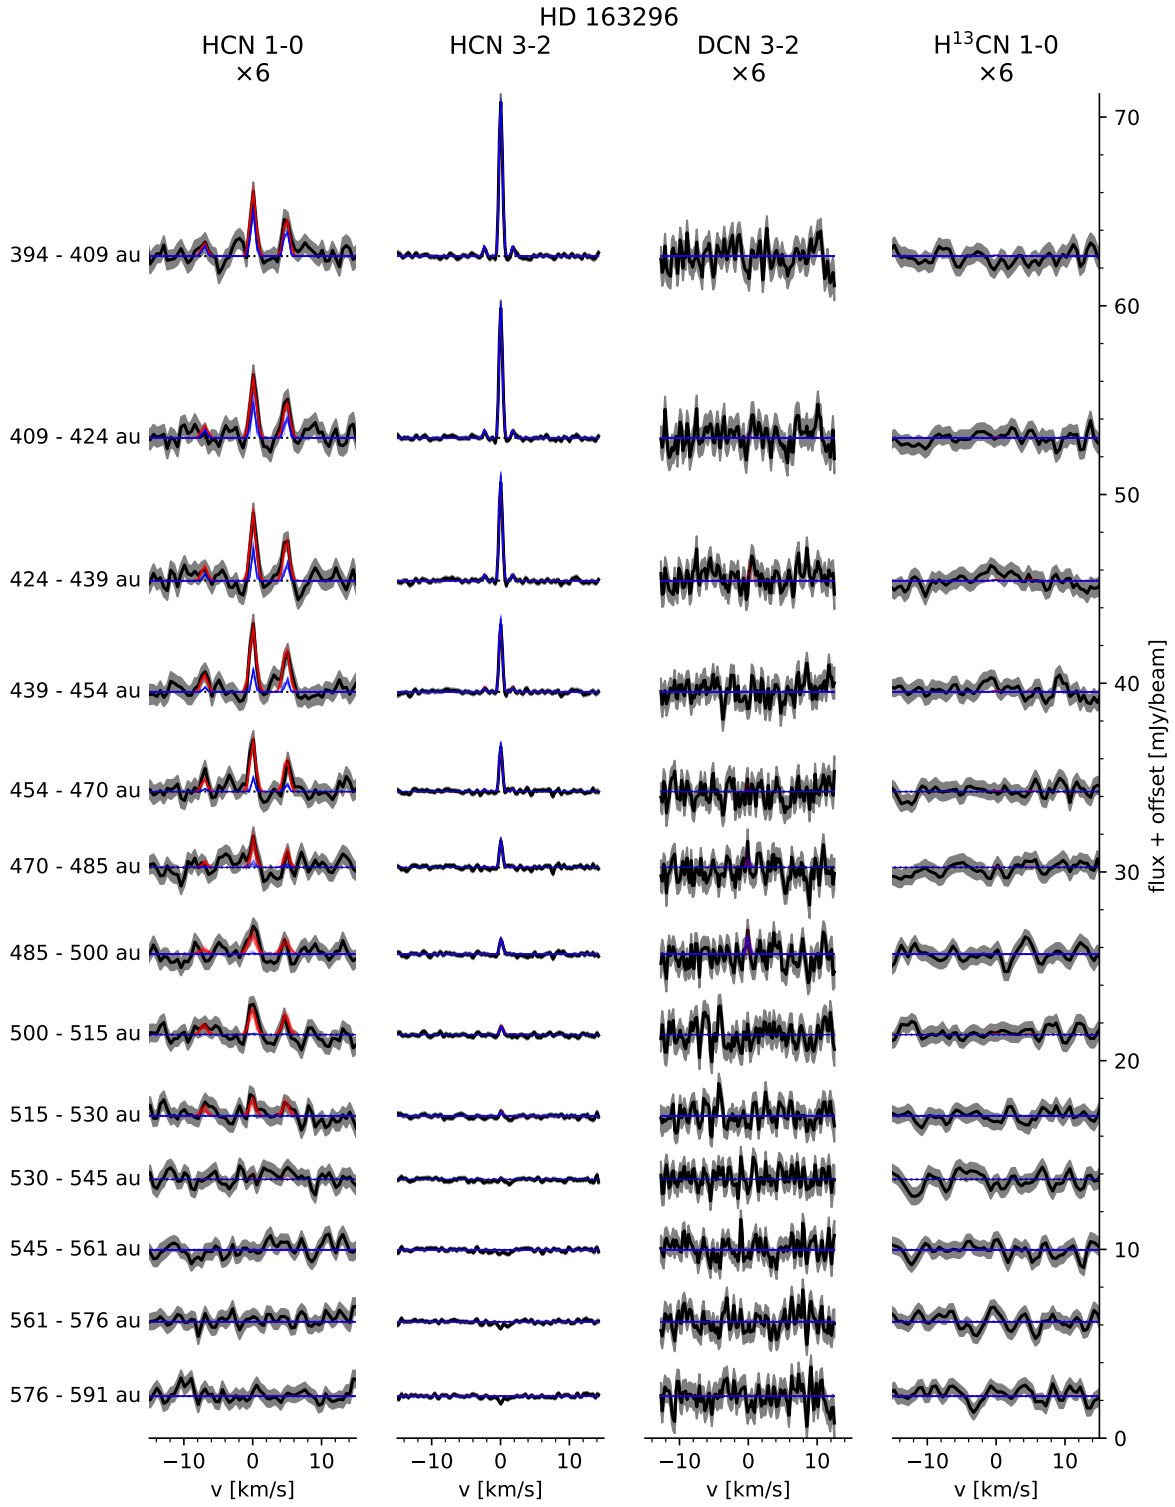 HD 163296
HCN 1-0 HCN 3-2 DCN 3-2 H¹³CN 1-0
×6 ×6 ×6
70
394 - 409 au
60
409 - 424 au
50
424 - 439 au
439 - 454 au
40
454 - 470 au
470 - 485 au
30
485 - 500 au
500 - 515 au
20
515 - 530 au
530 - 545 au
545 - 561 au
10
561 - 576 au
576 - 591 au
0
flux + offset [mJy/beam]
−10 0 10 −10 0 10 −10 0 10 −10 0 10
v [km/s] v [km/s] v [km/s] v [km/s]